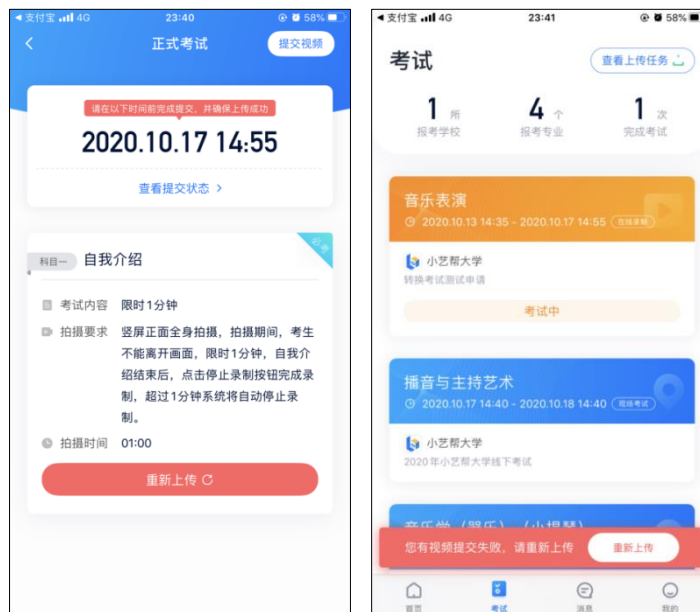 支付宝 4G 23:40 58%
正式考试
提交视频
请在以下时间前完成提交，并确保上传成功
2020.10.17 14:55
查看提交状态 >
必考
科目一 自我介绍
考试内容 限时1分钟
拍摄要求 竖屏正面全身拍摄，拍摄期间，考生
不能离开画面，限时1分钟，自我介
绍结束后，点击停止录制按钮完成录
制，超过1分钟系统将自动停止录
制。
拍摄时间 01:00
重新上传
支付宝 4G 23:41 58%
考试
查看上传任务
1 所
报考学校
4 个
报考专业
1 次
完成考试
音乐表演
2020.10.13 14:35 - 2020.10.17 14:55 在线录制
小艺帮大学
转换考试测试申请
考试中
播音与主持艺术
2020.10.17 14:40 - 2020.10.18 14:40 现场考试
小艺帮大学
2020年小艺帮大学线下考试
音乐学（器乐）（小提琴）
您有视频提交失败，请重新上传
重新上传
首页
考试
消息
我的